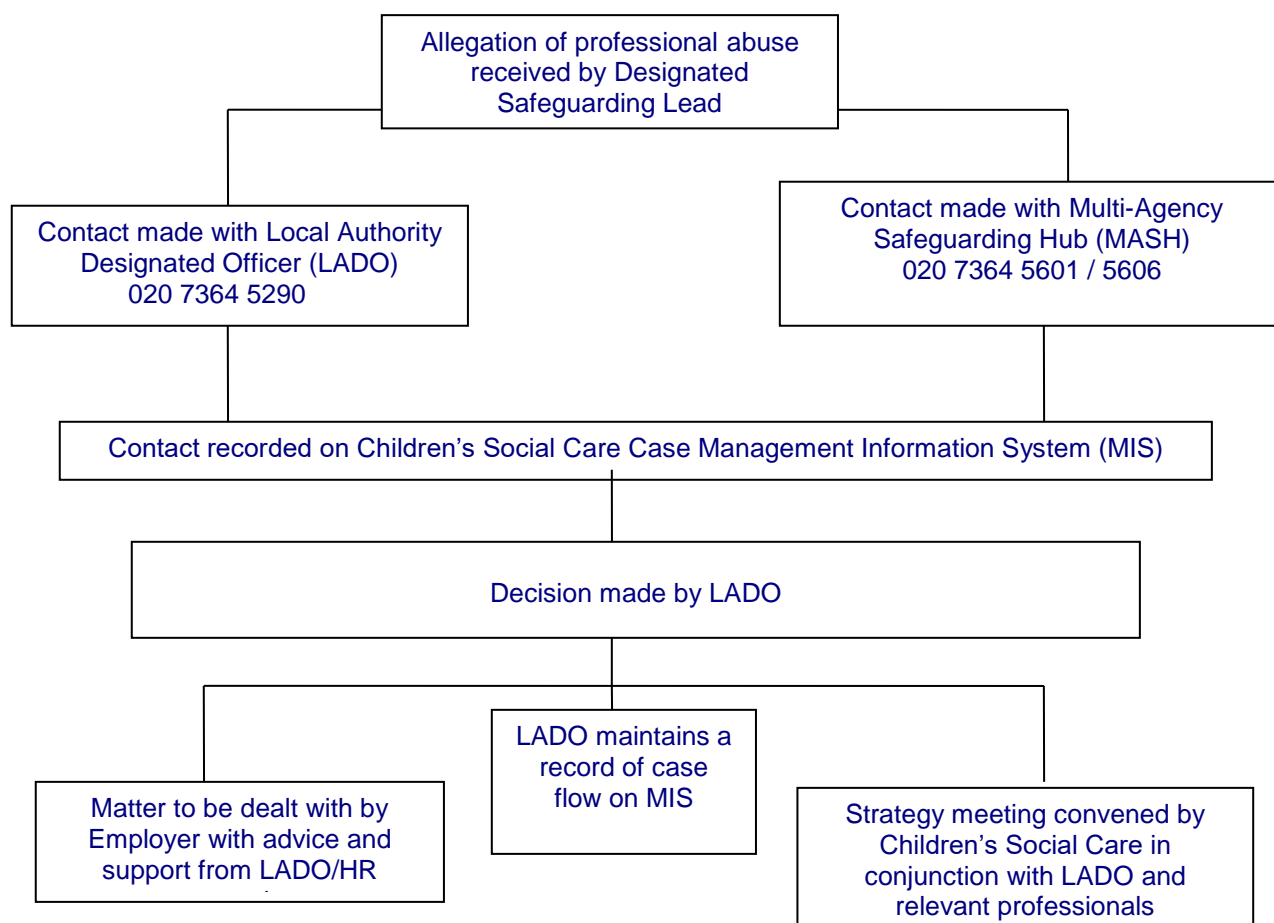 Allegation of professional abuse
received by Designated
Safeguarding Lead
Contact made with Local Authority
Designated Officer (LADO)
020 7364 5290
Contact made with Multi-Agency
Safeguarding Hub (MASH)
020 7364 5601 / 5606
Contact recorded on Children’s Social Care Case Management Information System (MIS)
Decision made by LADO
Matter to be dealt with by
Employer with advice and
support from LADO/HR
LADO maintains a
record of case
flow on MIS
Strategy meeting convened by
Children’s Social Care in
conjunction with LADO and
relevant professionals